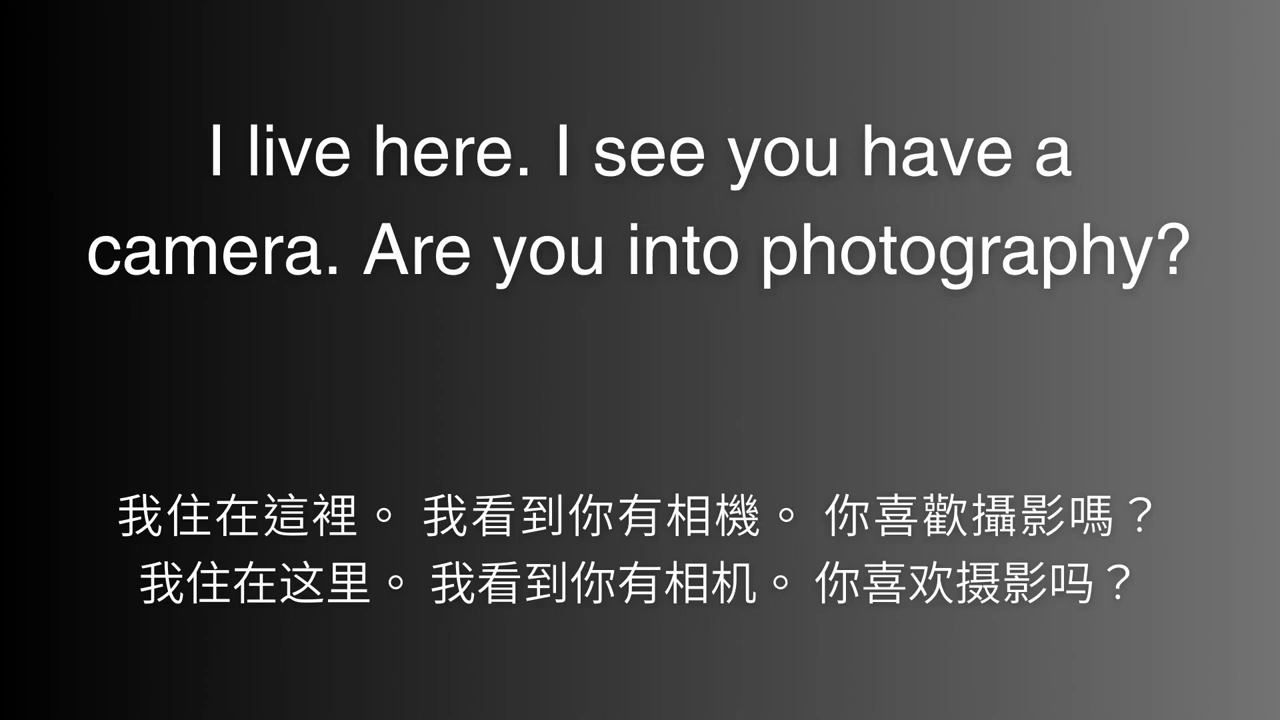 I live here. I see you have a
camera. Are you into photography?
我住在這裡。 我看到你有相機。 你喜歡攝影嗎？
我住在这里。 我看到你有相机。 你喜欢摄影吗？